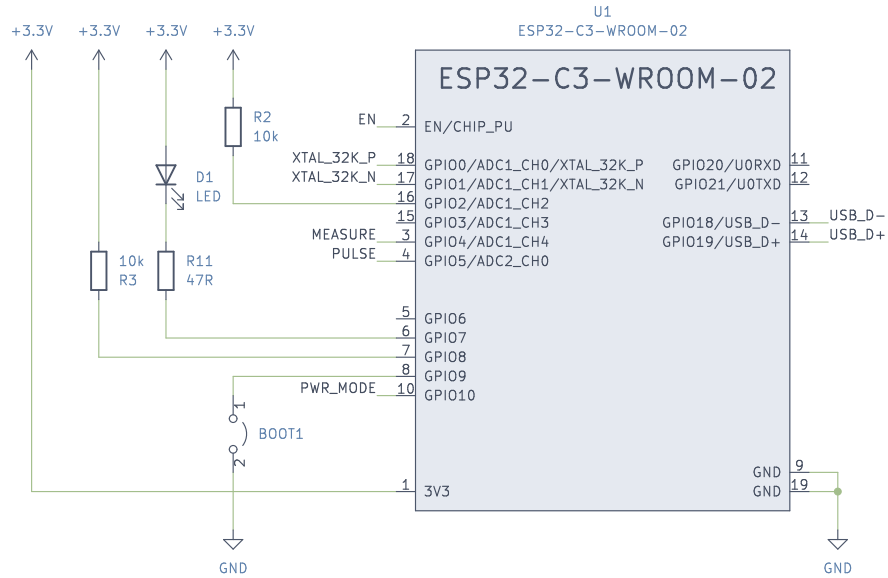 U1
ESP32-C3-WROOM-02
+3.3V +3.3V +3.3V +3.3V
ESP32-C3-WROOM-02
R2
10k
EN 2 EN/CHIP_PU
XTAL_32K_P 18 GPIO0/ADC1_CH0/XTAL_32K_P GPIO20/U0RXD 11
XTAL_32K_N 17 GPIO1/ADC1_CH1/XTAL_32K_N GPIO21/U0TXD 12
D1
LED
16 GPIO2/ADC1_CH2
15 GPIO3/ADC1_CH3 GPIO18/USB_D- 13 USB_D-
MEASURE 3 GPIO4/ADC1_CH4 GPIO19/USB_D+ 14 USB_D+
PULSE 4 GPIO5/ADC2_CH0
10k R11
R3 47R
5 GPIO6
6 GPIO7
7 GPIO8
8 GPIO9
PWR_MODE 10 GPIO10
1
BOOT1
2
9 GND
1 3V3 GND 19
GND GND